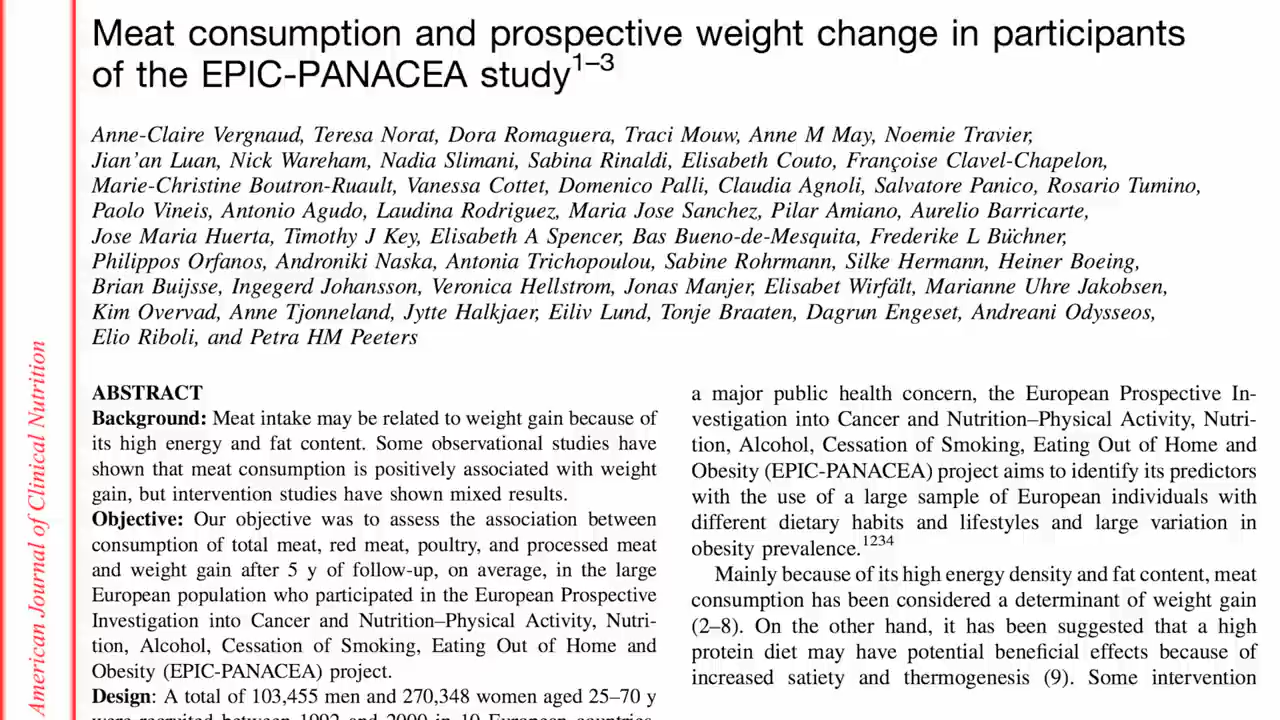 Meat consumption and prospective weight change in participants
of the EPIC-PANACEA study1–3
Anne-Claire Vergnaud, Teresa Norat, Dora Romaguera, Traci Mouw, Anne M May, Noemie Travier,
Jian'an Luan, Nick Wareham, Nadia Slimani, Sabina Rinaldi, Elisabeth Couto, Françoise Clavel-Chapelon,
Marie-Christine Boutron-Ruault, Vanessa Cottet, Domenico Palli, Claudia Agnoli, Salvatore Panico, Rosario Tumino,
Paolo Vineis, Antonio Agudo, Laudina Rodriguez, Maria Jose Sanchez, Pilar Amiano, Aurelio Barricarte,
Jose Maria Huerta, Timothy J Key, Elisabeth A Spencer, Bas Bueno-de-Mesquita, Frederike L Büchner,
Philippos Orfanos, Androniki Naska, Antonia Trichopoulou, Sabine Rohrmann, Silke Hermann, Heiner Boeing,
Brian Buijsse, Ingegerd Johansson, Veronica Hellstrom, Jonas Manjer, Elisabet Wirfält, Marianne Uhre Jakobsen,
Kim Overvad, Anne Tjonneland, Jytte Halkjaer, Eiliv Lund, Tonje Braaten, Dagrun Engeset, Andreani Odysseos,
Elio Riboli, and Petra HM Peeters
American Journal of Clinical Nutrition
ABSTRACT
Background: Meat intake may be related to weight gain because of
its high energy and fat content. Some observational studies have
shown that meat consumption is positively associated with weight
gain, but intervention studies have shown mixed results.
Objective: Our objective was to assess the association between
consumption of total meat, red meat, poultry, and processed meat
and weight gain after 5 y of follow-up, on average, in the large
European population who participated in the European Prospective
Investigation into Cancer and Nutrition–Physical Activity, Nutri-
tion, Alcohol, Cessation of Smoking, Eating Out of Home and
Obesity (EPIC-PANACEA) project.
Design: A total of 103,455 men and 270,348 women aged 25–70 y
were recruited between 1992 and 2000 in 10 European countries.
a major public health concern, the European Prospective In-
vestigation into Cancer and Nutrition–Physical Activity, Nutri-
tion, Alcohol, Cessation of Smoking, Eating Out of Home and
Obesity (EPIC-PANACEA) project aims to identify its predictors
with the use of a large sample of European individuals with
different dietary habits and lifestyles and large variation in
obesity prevalence.1234
Mainly because of its high energy density and fat content, meat
consumption has been considered a determinant of weight gain
(2–8). On the other hand, it has been suggested that a high
protein diet may have potential beneficial effects because of
increased satiety and thermogenesis (9). Some intervention